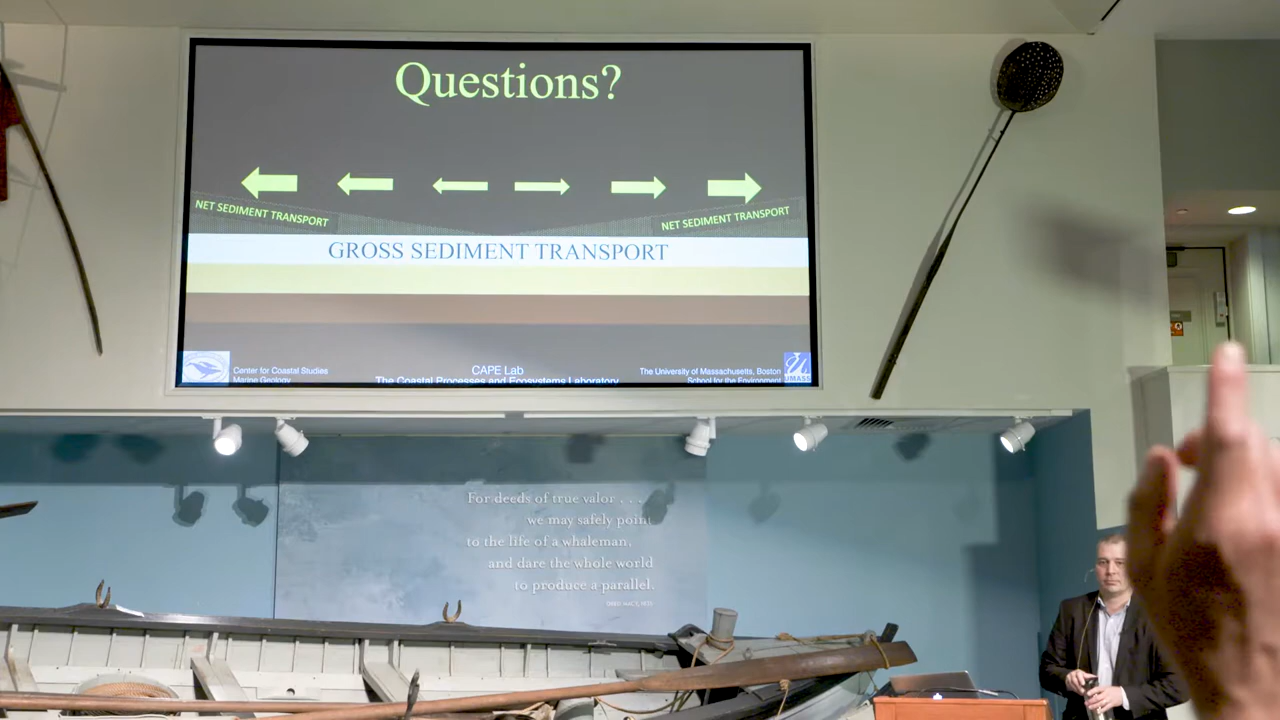 Questions?
NET SEDIMENT TRANSPORT
NET SEDIMENT TRANSPORT
GROSS SEDIMENT TRANSPORT
Center for Coastal Studies
Marine Geology
CAPE Lab
The Coastal Processes and Ecosystems Laboratory
The University of Massachusetts, Boston
School for the Environment
UMASS
For deeds of true valor . . .
we may safely point
to the life of a whaleman,
and dare the whole world
to produce a parallel.